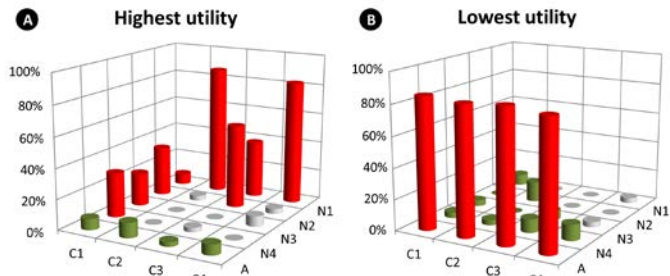 A Highest utility
100%
80%
60%
40%
20%
0%
C1
C2
C3
A
N4
N3
N2
N1
B Lowest utility
100%
80%
60%
40%
20%
0%
C1
C2
C3
A
N4
N3
N2
N1